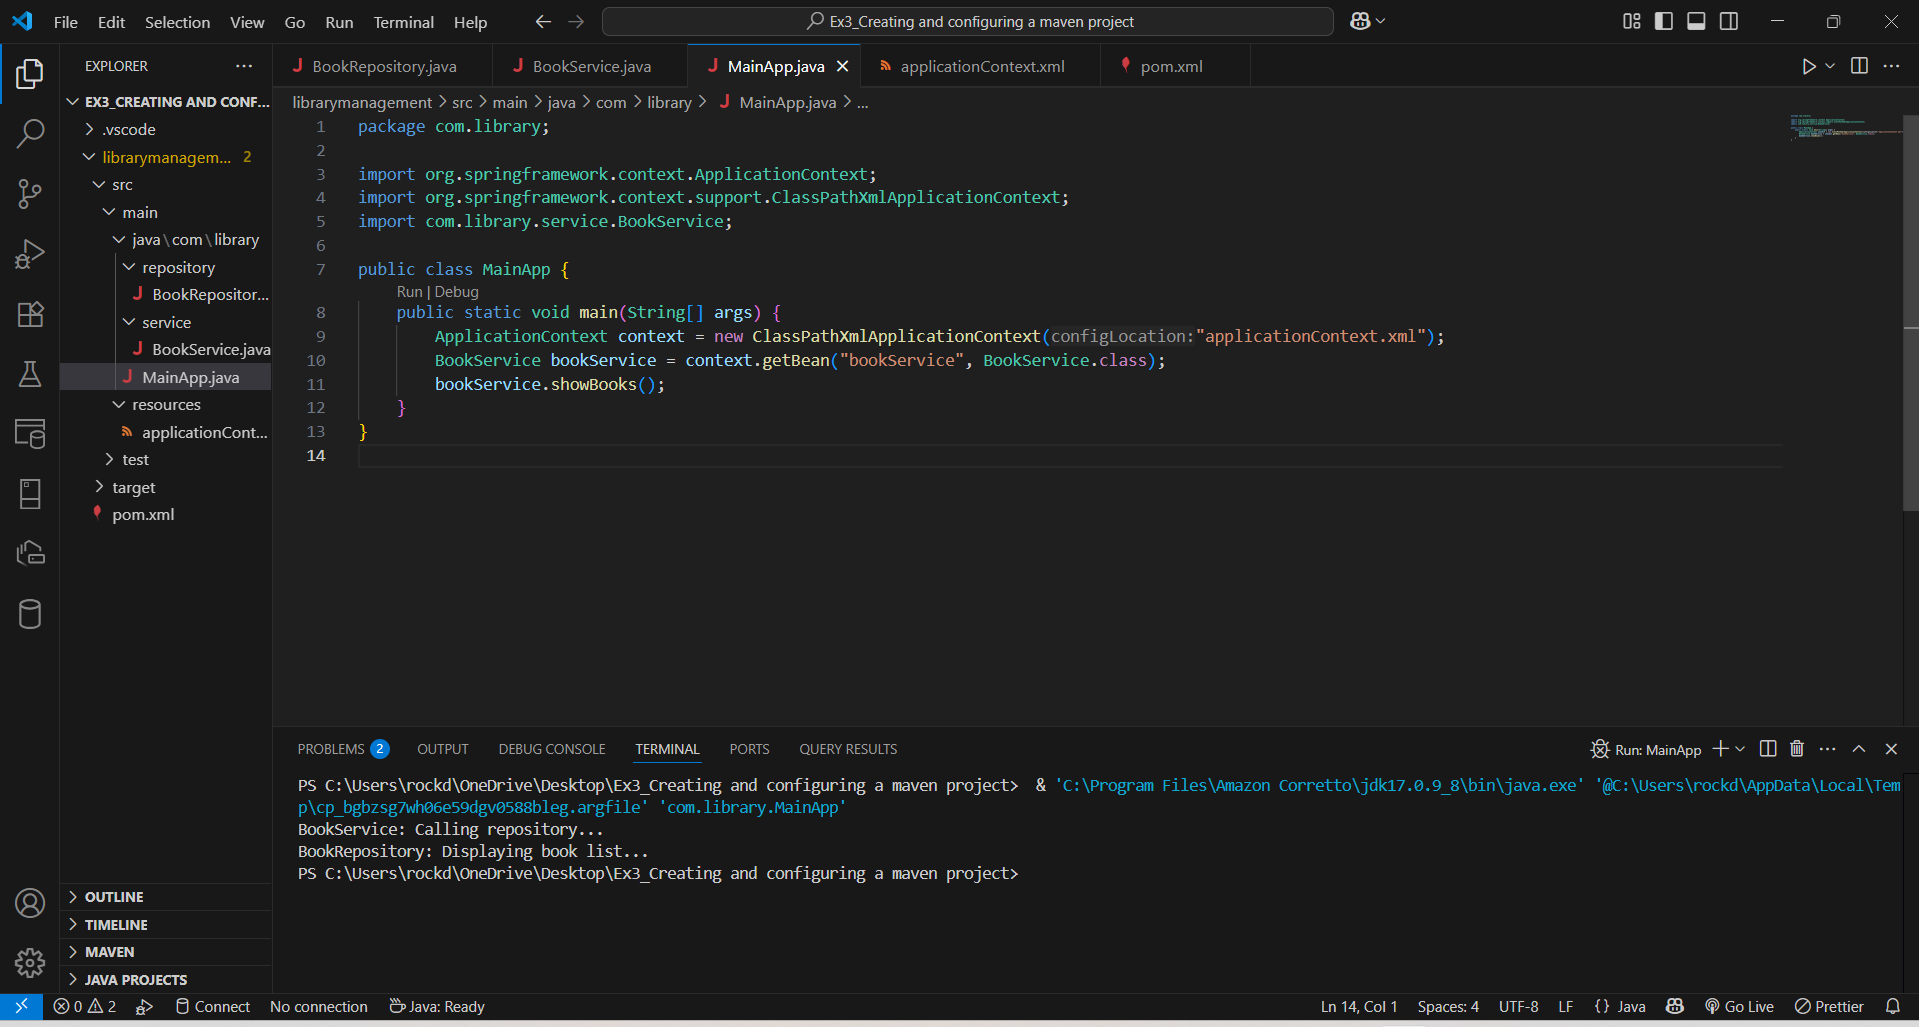 File Edit Selection View Go Run Terminal Help
Ex3_Creating and configuring a maven project
EXPLORER
EX3_CREATING AND CONF...
.vscode
librarymanagem... 2
src
main
java\com\library
repository
BookRepositor...
service
BookService.java
MainApp.java
resources
applicationCont...
test
target
pom.xml
OUTLINE
TIMELINE
MAVEN
JAVA PROJECTS
BookRepository.java BookService.java MainApp.java applicationContext.xml pom.xml
librarymanagement > src > main > java > com > library > MainApp.java > ...
1 package com.library;
2
3 import org.springframework.context.ApplicationContext;
4 import org.springframework.context.support.ClassPathXmlApplicationContext;
5 import com.library.service.BookService;
6
7 public class MainApp {
Run | Debug
8 public static void main(String[] args) {
9 ApplicationContext context = new ClassPathXmlApplicationContext(configLocation:"applicationContext.xml");
10 BookService bookService = context.getBean("bookService", BookService.class);
11 bookService.showBooks();
12 }
13 }
14
PROBLEMS 2 OUTPUT DEBUG CONSOLE TERMINAL PORTS QUERY RESULTS
Run: MainApp
PS C:\Users\rockd\OneDrive\Desktop\Ex3_Creating and configuring a maven project> & 'C:\Program Files\Amazon Corretto\jdk17.0.9_8\bin\java.exe' '@C:\Users\rockd\AppData\Local\Tem
p\cp_bgbzsg7wh06e59dgv0588bleg.argfile' 'com.library.MainApp'
BookService: Calling repository...
BookRepository: Displaying book list...
PS C:\Users\rockd\OneDrive\Desktop\Ex3_Creating and configuring a maven project>
0 2 Connect No connection Java: Ready
Ln 14, Col 1 Spaces: 4 UTF-8 LF {} Java Go Live Prettier